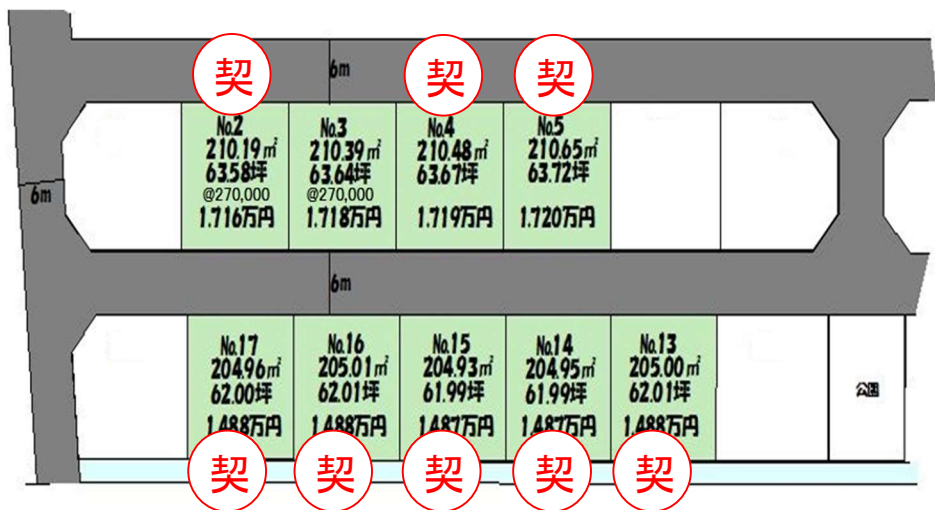 契
契
契
6m
6m
No.2
210.19㎡
63.58坪
@270,000
1.716万円
No.3
210.39㎡
63.64坪
@270,000
1.718万円
No.4
210.48㎡
63.67坪
1.719万円
No.5
210.65㎡
63.72坪
1.720万円
6m
No.17
204.96㎡
62.00坪
1.488万円
No.16
205.01㎡
62.01坪
1.488万円
No.15
204.93㎡
61.99坪
1.487万円
No.14
204.95㎡
61.99坪
1.487万円
No.13
205.00㎡
62.01坪
1.488万円
公園
契
契
契
契
契